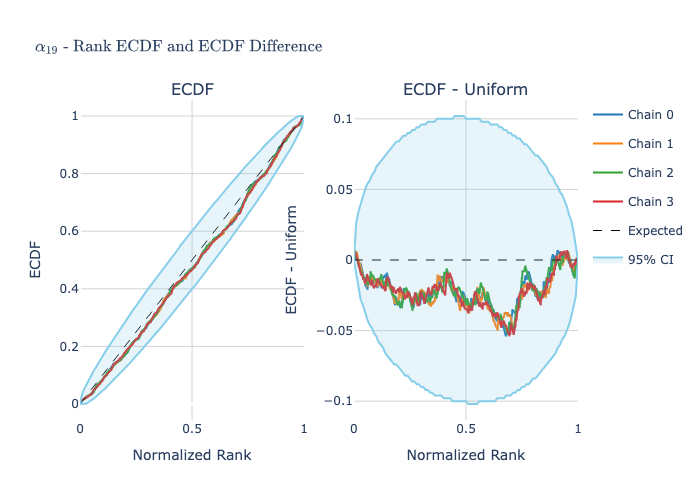 α₁₉ - Rank ECDF and ECDF Difference
ECDF
ECDF - Uniform
1
0.8
0.6
0.4
0.2
0
ECDF
0
0.5
1
Normalized Rank
0.1
0.05
0
−0.05
−0.1
ECDF - Uniform
0
0.5
1
Normalized Rank
Chain 0
Chain 1
Chain 2
Chain 3
Expected
95% CI